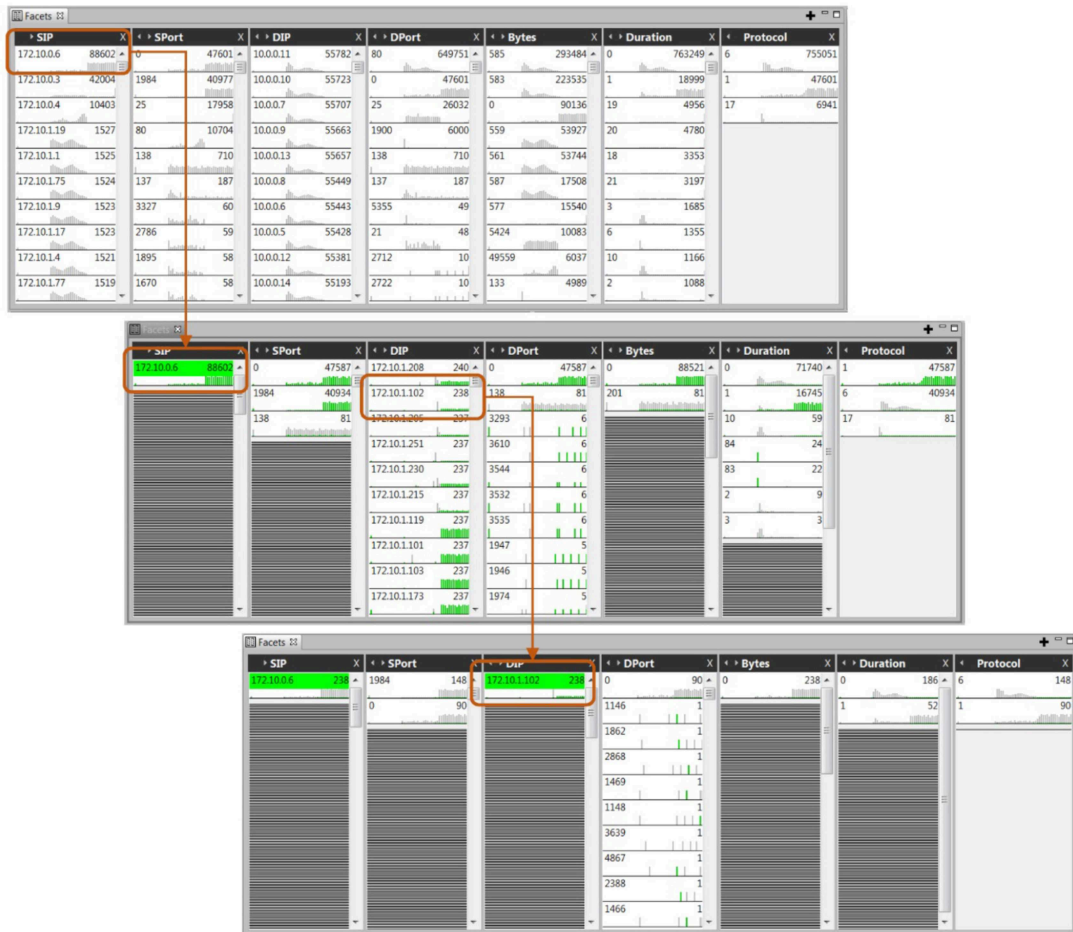 Facets
SIP X SPort X DIP X DPort X Bytes X Duration X Protocol X
172.10.0.6 88602 0 47601 10.0.0.11 55782 80 649751 585 293484 0 763249 6 755051
172.10.0.3 42004 1984 40977 10.0.0.10 55723 0 47601 583 223535 1 18999 1 47601
172.10.0.4 10403 25 17958 10.0.0.7 55707 25 26032 0 90136 19 4956 17 6941
172.10.1.19 1527 80 10704 10.0.0.9 55663 1900 6000 559 53927 20 4780
172.10.1.1 1525 138 710 10.0.0.13 55657 138 710 561 53744 18 3353
172.10.1.75 1524 137 187 10.0.0.8 55449 137 187 587 17508 21 3197
172.10.1.9 1523 3327 60 10.0.0.6 55443 5355 49 577 15540 3 1685
172.10.1.17 1523 2786 59 10.0.0.5 55428 21 48 5424 10083 6 1355
172.10.1.4 1521 1895 58 10.0.0.12 55381 2712 10 49559 6037 10 1166
172.10.1.77 1519 1670 58 10.0.0.14 55193 2722 10 133 4989 2 1088
Facets
SIP X SPort X DIP X DPort X Bytes X Duration X Protocol X
172.10.0.6 88602 0 47587 172.10.1.208 240 0 47587 0 88521 0 71740 1 47587
1984 40934 172.10.1.102 238 138 81 201 81 1 16745 6 40934
138 81 172.10.1.205 237 3293 6 10 59 17 81
172.10.1.251 237 3610 6 84 24
172.10.1.230 237 3544 6 83 22
172.10.1.215 237 3532 6 2 9
172.10.1.119 237 3535 6 3 3
172.10.1.101 237 1947 5
172.10.1.103 237 1946 5
172.10.1.173 237 1974 5
Facets
SIP X SPort X DIP X DPort X Bytes X Duration X Protocol X
172.10.0.6 238 1984 148 172.10.1.102 238 0 90 0 238 0 186 6 148
0 90 1146 1 1 52 1 90
1862 1
2868 1
1469 1
1148 1
3639 1
4867 1
2388 1
1466 1